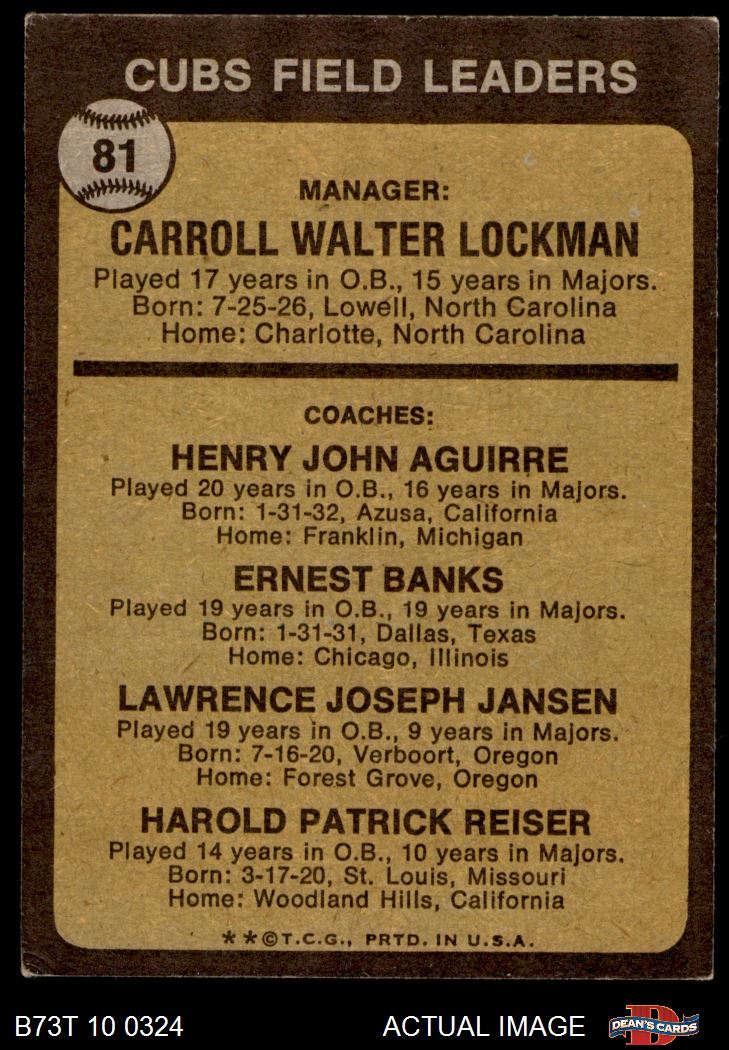 CUBS FIELD LEADERS
81
MANAGER:
CARROLL WALTER LOCKMAN
Played 17 years in O.B., 15 years in Majors.
Born: 7-25-26, Lowell, North Carolina
Home: Charlotte, North Carolina
COACHES:
HENRY JOHN AGUIRRE
Played 20 years in O.B., 16 years in Majors.
Born: 1-31-32, Azusa, California
Home: Franklin, Michigan
ERNEST BANKS
Played 19 years in O.B., 19 years in Majors.
Born: 1-31-31, Dallas, Texas
Home: Chicago, Illinois
LAWRENCE JOSEPH JANSEN
Played 19 years in O.B., 9 years in Majors.
Born: 7-16-20, Verboort, Oregon
Home: Forest Grove, Oregon
HAROLD PATRICK REISER
Played 14 years in O.B., 10 years in Majors.
Born: 3-17-20, St. Louis, Missouri
Home: Woodland Hills, California
**©T.C.G., PRTD. IN U.S.A.
B73T 10 0324 ACTUAL IMAGE D DEAN'S CARDS